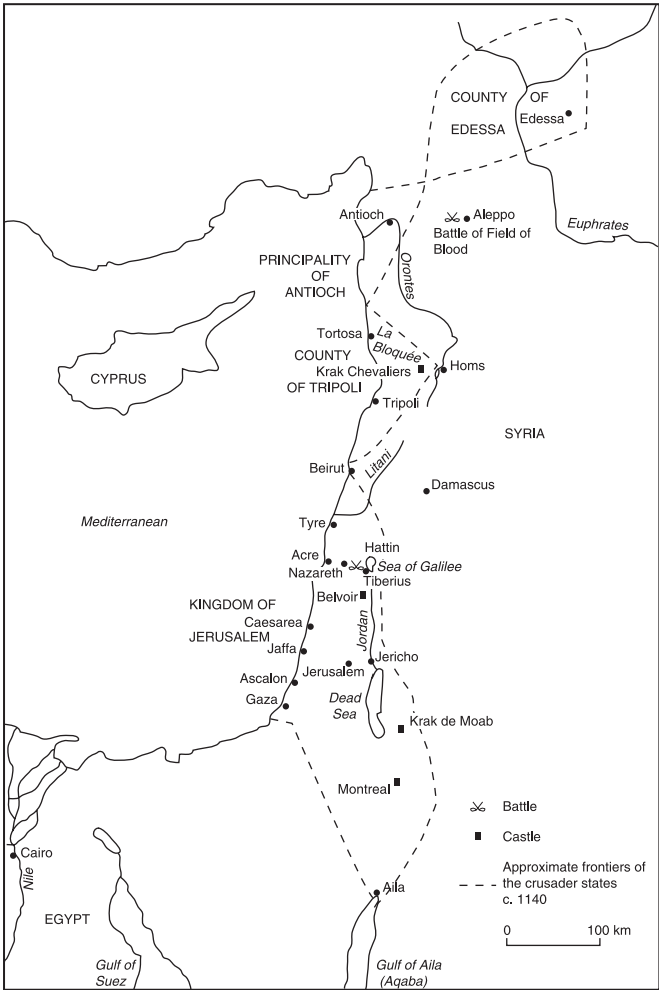 COUNTY OF
EDESSA
Edessa
Antioch
Aleppo
Battle of Field of
Blood
Euphrates
Orontes
PRINCIPALITY
OF
ANTIOCH
Tortosa
La
Bloquée
COUNTY
OF TRIPOLI
Krak Chevaliers
Homs
CYPRUS
Tripoli
SYRIA
Beirut
Litani
Damascus
Mediterranean
Tyre
Acre
Hattin
Nazareth
Sea of Galilee
Tiberius
Belvoir
KINGDOM OF
JERUSALEM
Caesarea
Jordan
Jaffa
Jerusalem
Jericho
Ascalon
Gaza
Dead
Sea
Krak de Moab
Montreal
Cairo
Nile
Aila
EGYPT
Gulf of
Suez
Gulf of Aila
(Aqaba)
Battle
Castle
Approximate frontiers of
the crusader states
c. 1140
0 100 km